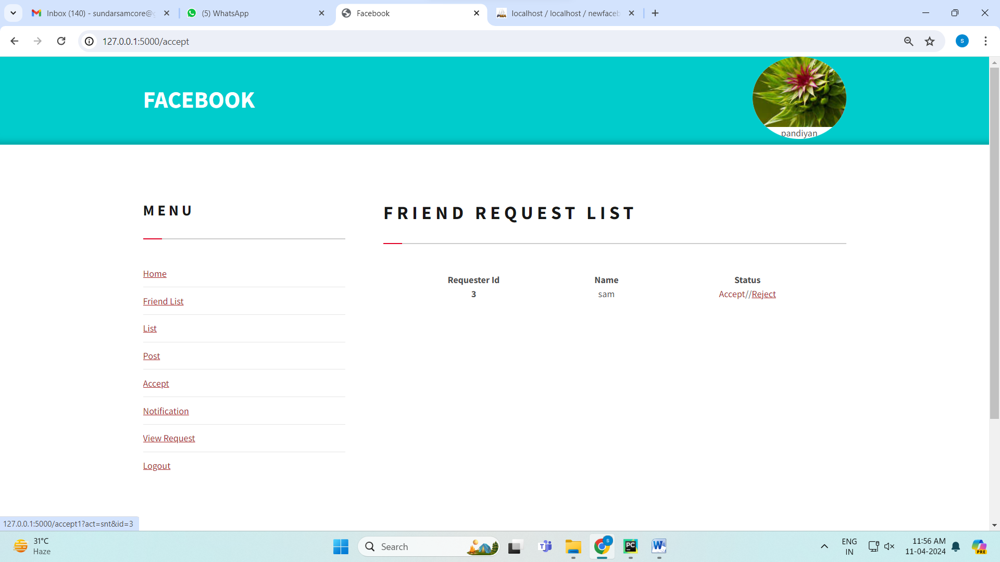 Inbox (140) - sundarsamcore@g
(5) WhatsApp
Facebook
localhost / localhost / newfaceb
127.0.0.1:5000/accept
s
FACEBOOK
pandiyan
MENU
FRIEND REQUEST LIST
Home
Friend List
List
Post
Accept
Notification
View Request
Logout
Requester Id Name Status
3 sam Accept//Reject
127.0.0.1:5000/accept1?act=snt&id=3
31°C
Haze
Search
ENG
IN
11:56 AM
11-04-2024
PRE